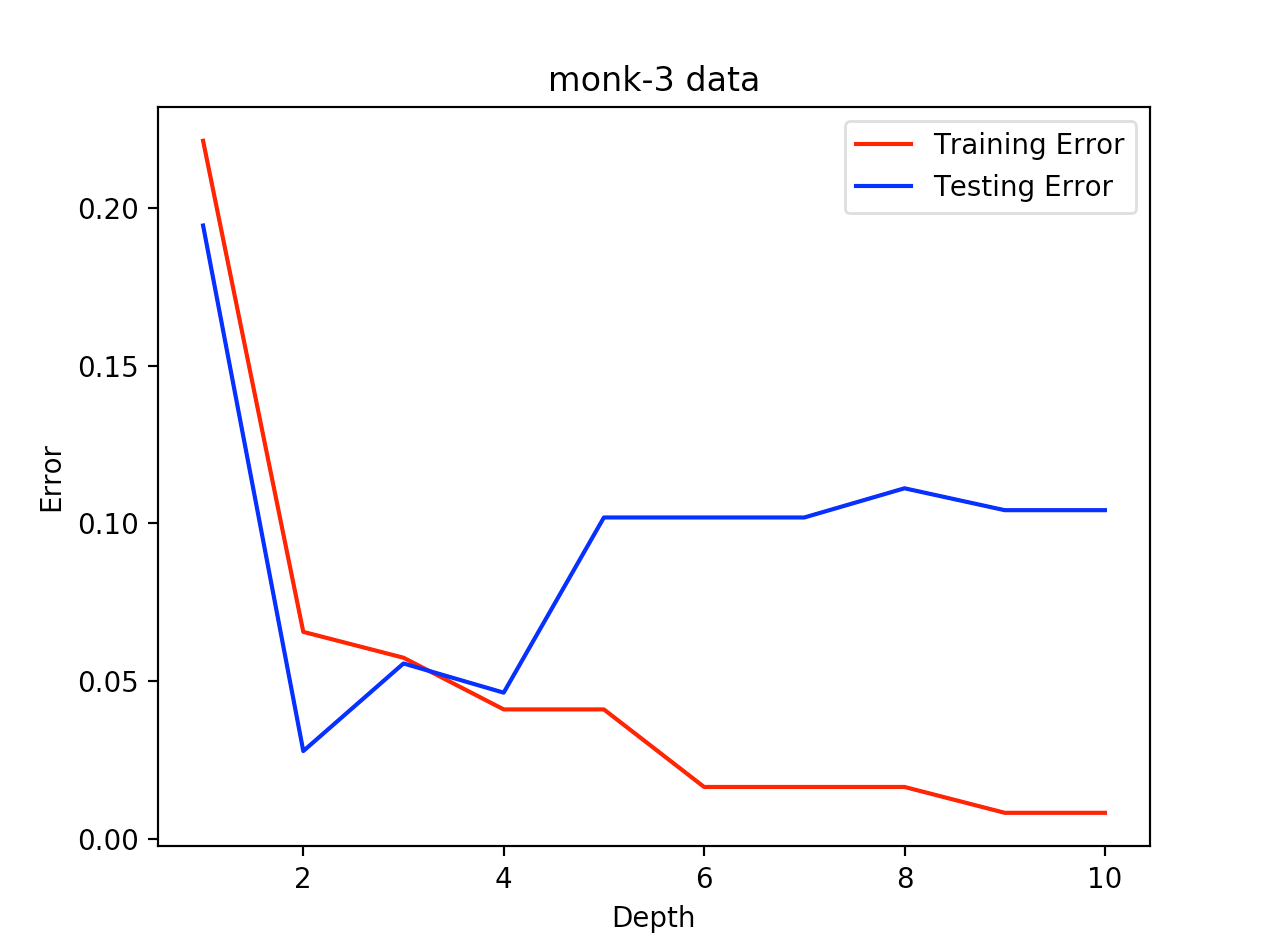 monk-3 data
Training Error
Testing Error
0.20
0.15
0.10
0.05
0.00
Error
2 4 6 8 10
Depth